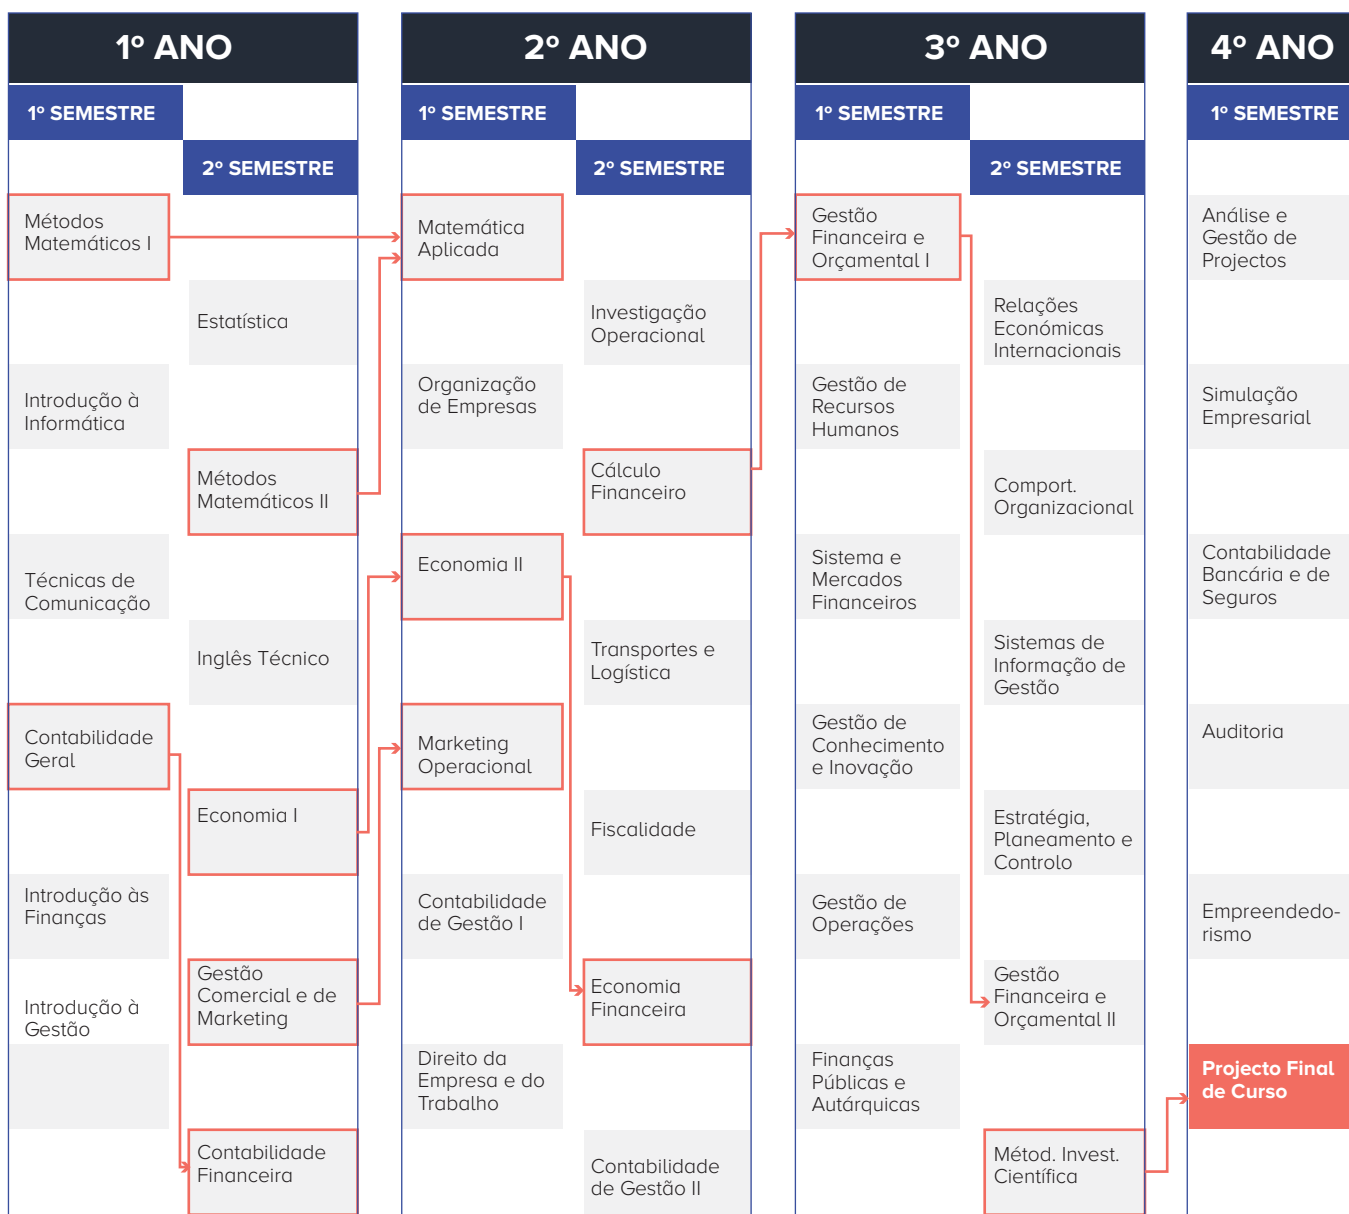 1º ANO
1º SEMESTRE
2º SEMESTRE
Métodos
Matemáticos I
Estatística
Introdução à
Informática
Métodos
Matemáticos II
Técnicas de
Comunicação
Inglês Técnico
Contabilidade
Geral
Economia I
Introdução às
Finanças
Gestão
Comercial e de
Marketing
Introdução à
Gestão
Contabilidade
Financeira
2º ANO
1º SEMESTRE
2º SEMESTRE
Matemática
Aplicada
Investigação
Operacional
Organização
de Empresas
Cálculo
Financeiro
Economia II
Transportes e
Logística
Marketing
Operacional
Fiscalidade
Contabilidade
de Gestão I
Economia
Financeira
Direito da
Empresa e do
Trabalho
Contabilidade
de Gestão II
3º ANO
1º SEMESTRE
2º SEMESTRE
Gestão
Financeira e
Orçamental I
Relações
Económicas
Internacionais
Gestão de
Recursos
Humanos
Comport.
Organizacional
Sistema e
Mercados
Financeiros
Sistemas de
Informação de
Gestão
Gestão de
Conhecimento
e Inovação
Estratégia,
Planeamento e
Controlo
Gestão de
Operações
Gestão
Financeira e
Orçamental II
Finanças
Públicas e
Autárquicas
Métod. Invest.
Científica
4º ANO
1º SEMESTRE
Análise e
Gestão de
Projectos
Simulação
Empresarial
Contabilidade
Bancária e de
Seguros
Auditoria
Empreendedo-
rismo
Projecto Final
de Curso